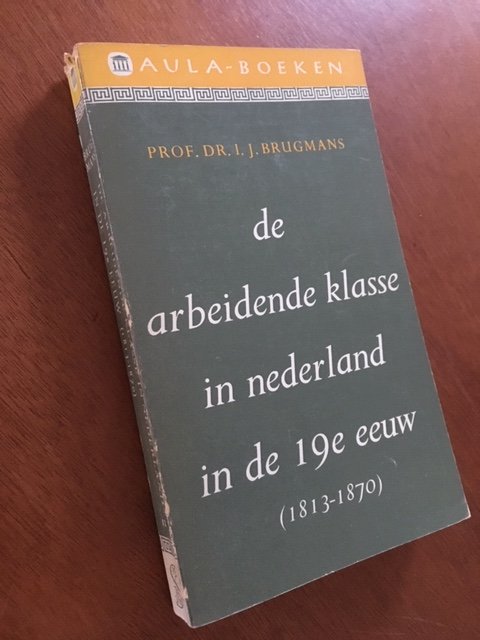 AULA-BOEKEN
PROF. DR. I. J. BRUGMANS
de
arbeidende klasse
in nederland
in de 19e eeuw
(1813-1870)